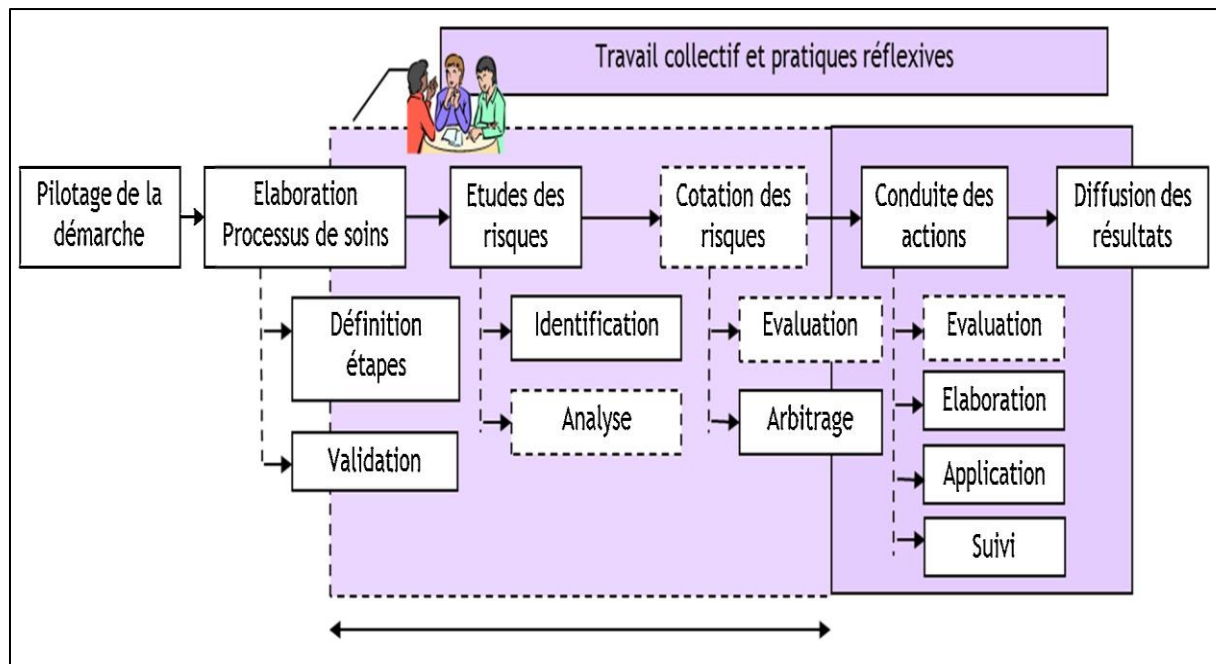 Travail collectif et pratiques réflexives
Pilotage de la
démarche
Elaboration
Processus de soins
Etudes des
risques
Cotation des
risques
Conduite des
actions
Diffusion des
résultats
Définition
étapes
Validation
Identification
Analyse
Evaluation
Arbitrage
Evaluation
Elaboration
Application
Suivi